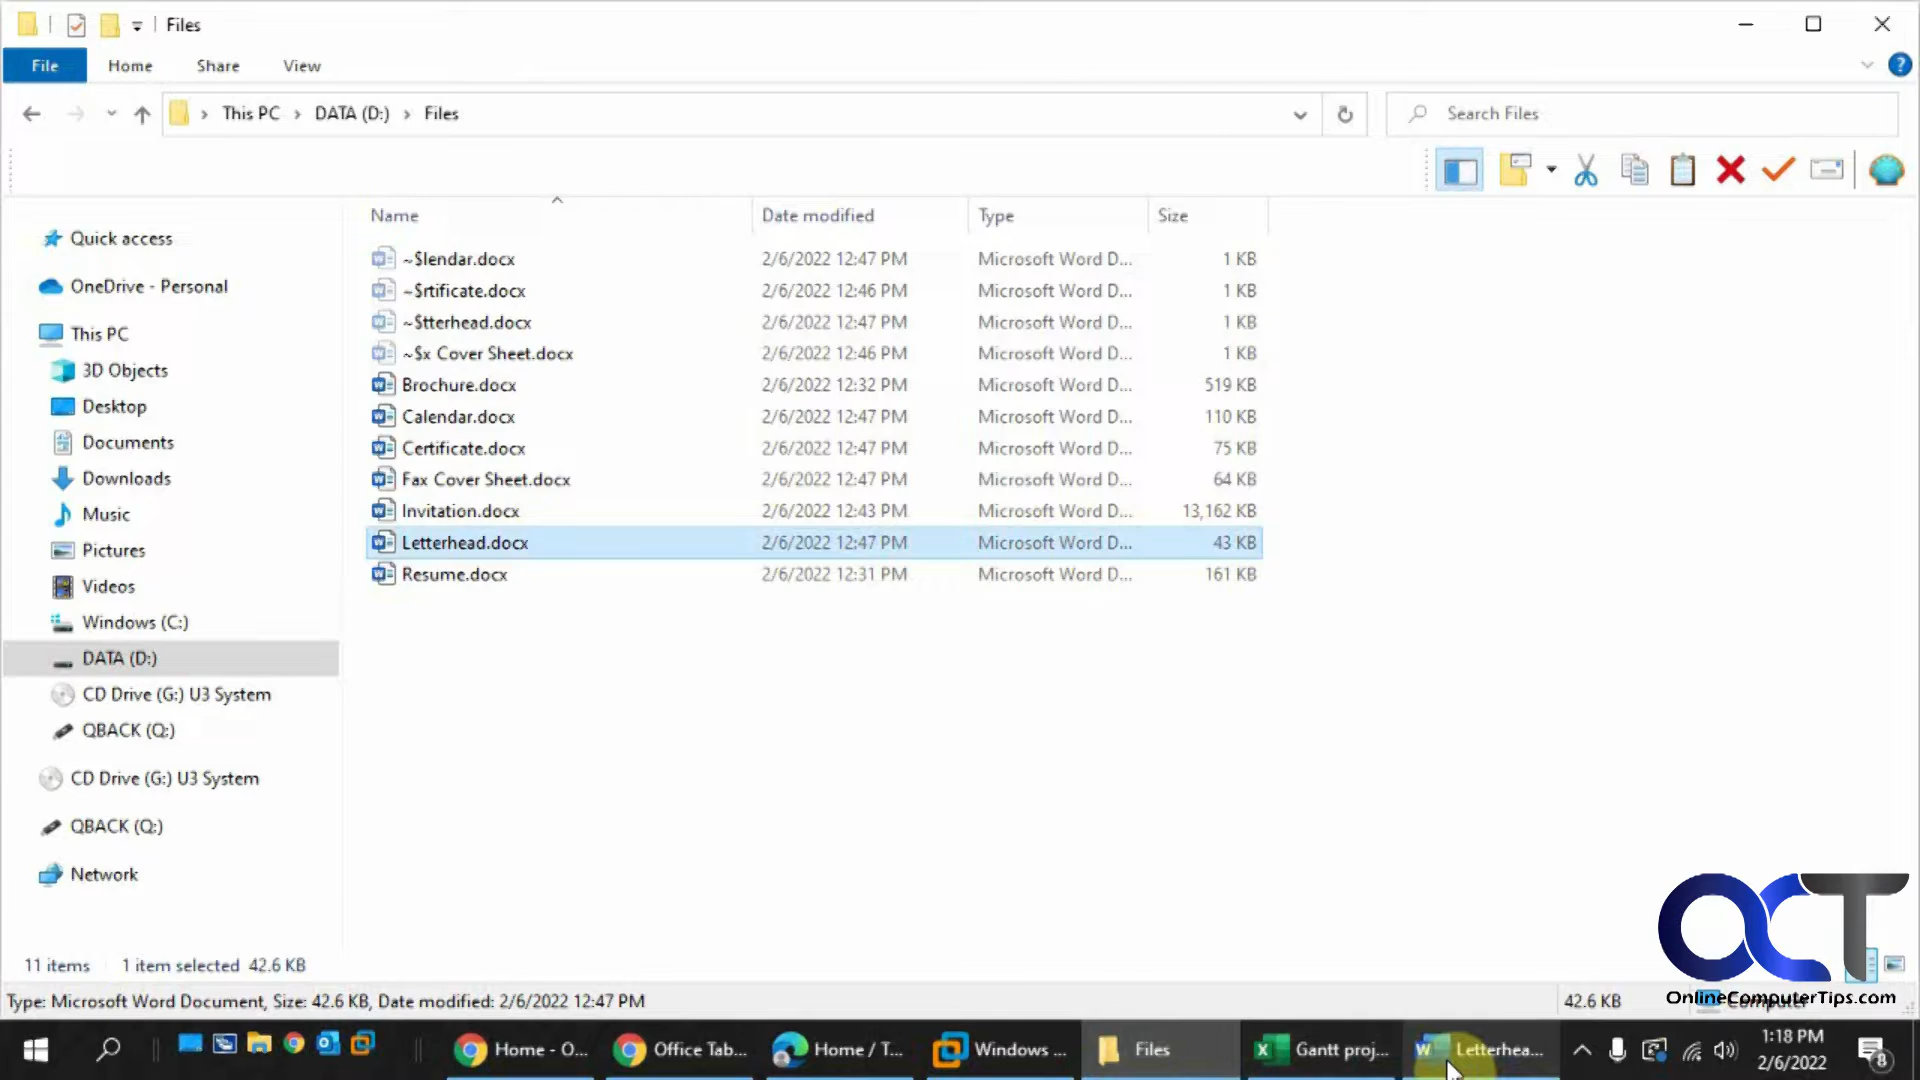 Files
File Home Share View
This PC DATA (D:) Files Search Files
Name Date modified Type Size
~$lendar.docx 2/6/2022 12:47 PM Microsoft Word D... 1 KB
~$rtificate.docx 2/6/2022 12:46 PM Microsoft Word D... 1 KB
~$tterhead.docx 2/6/2022 12:47 PM Microsoft Word D... 1 KB
~$x Cover Sheet.docx 2/6/2022 12:46 PM Microsoft Word D... 1 KB
Brochure.docx 2/6/2022 12:32 PM Microsoft Word D... 519 KB
Calendar.docx 2/6/2022 12:47 PM Microsoft Word D... 110 KB
Certificate.docx 2/6/2022 12:47 PM Microsoft Word D... 75 KB
Fax Cover Sheet.docx 2/6/2022 12:47 PM Microsoft Word D... 64 KB
Invitation.docx 2/6/2022 12:43 PM Microsoft Word D... 13,162 KB
Letterhead.docx 2/6/2022 12:47 PM Microsoft Word D... 43 KB
Resume.docx 2/6/2022 12:31 PM Microsoft Word D... 161 KB
Quick access
OneDrive - Personal
This PC
3D Objects
Desktop
Documents
Downloads
Music
Pictures
Videos
Windows (C:)
DATA (D:)
CD Drive (G:) U3 System
QBACK (Q:)
CD Drive (G:) U3 System
QBACK (Q:)
Network
11 items 1 item selected 42.6 KB
Type: Microsoft Word Document, Size: 42.6 KB, Date modified: 2/6/2022 12:47 PM 42.6 KB Computer
OCT
OnlineComputerTips.com
Home - O... Office Tab... Home / T... Windows ... Files Gantt proj... Letterhea...
1:18 PM
2/6/2022
8